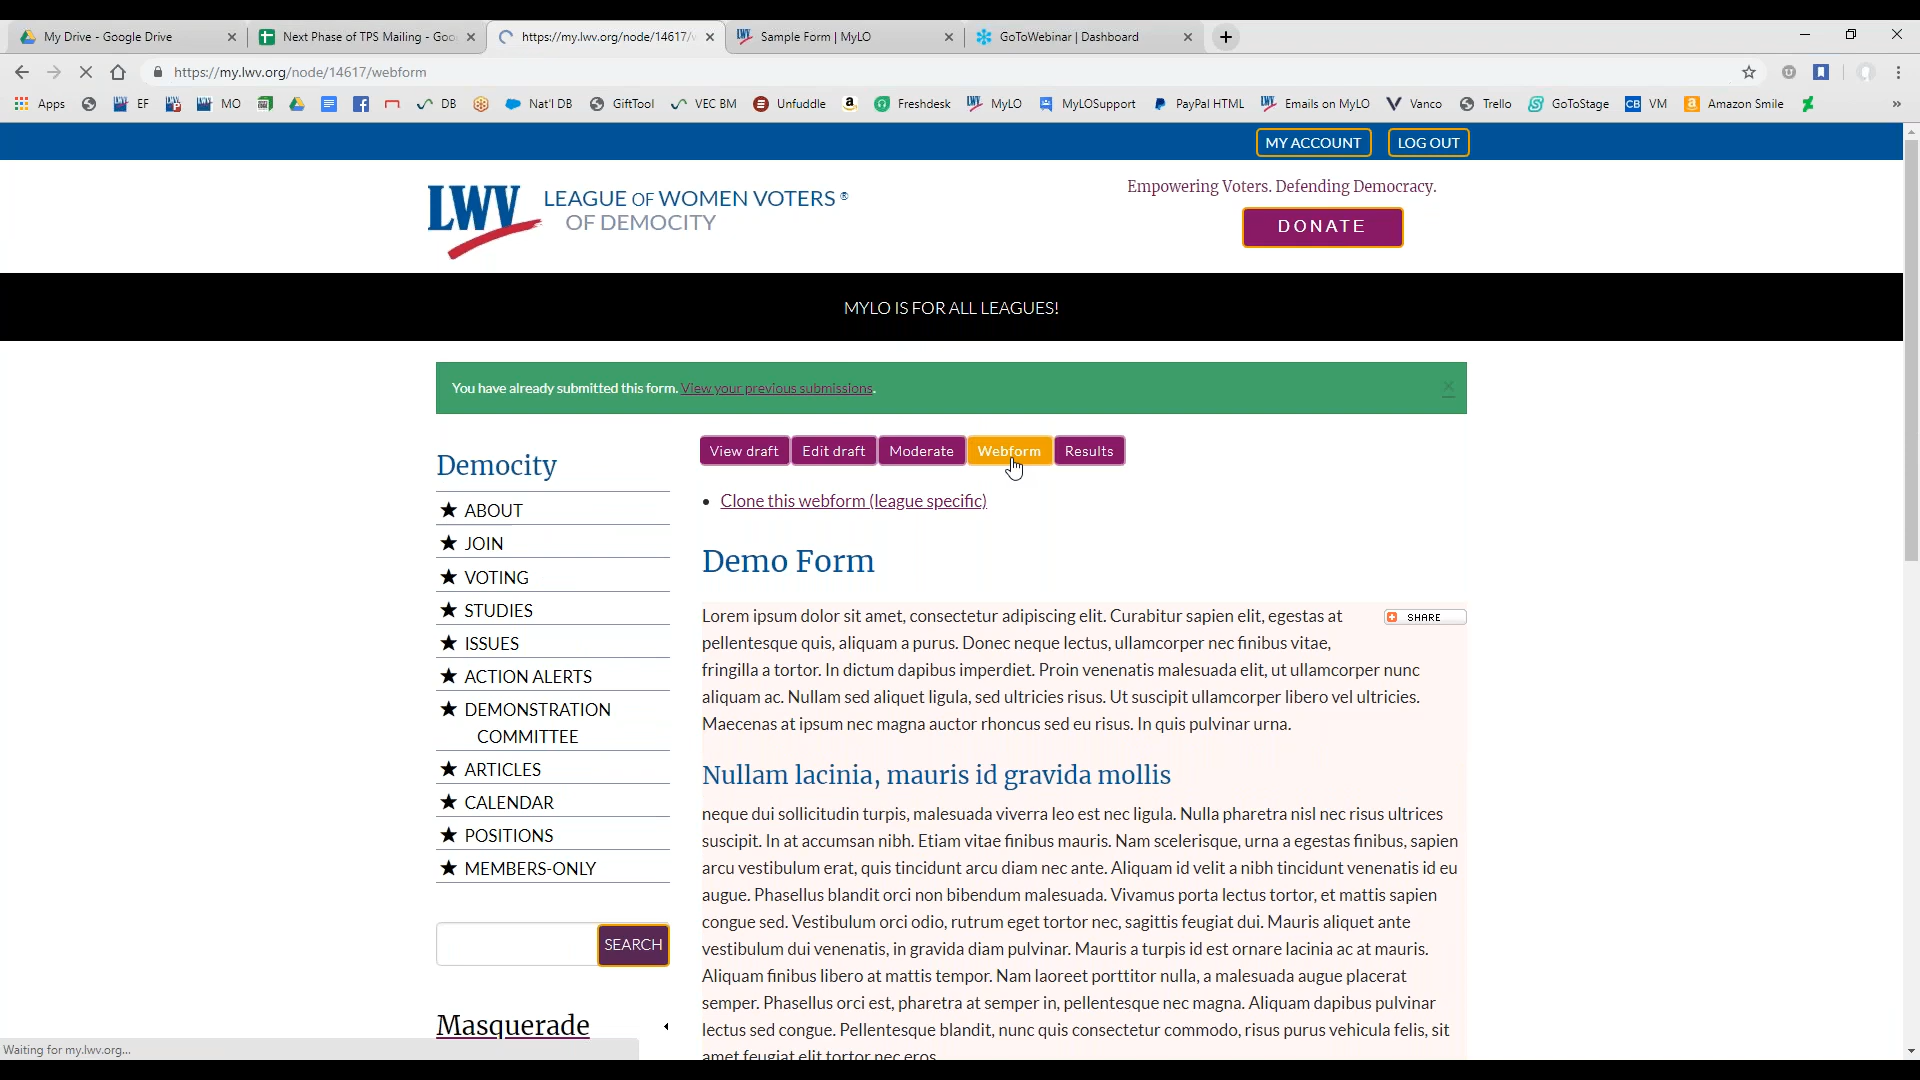 My Drive - Google Drive
Next Phase of TPS Mailing - Goo
https://my.lwv.org/node/14617/
Sample Form | MyLO
GoToWebinar | Dashboard
https://my.lwv.org/node/14617/webform
Apps
EF
MO
DB
Nat'l DB
GiftTool
VEC BM
Unfuddle
Freshdesk
MyLO
MyLOSupport
PayPal HTML
Emails on MyLO
Vanco
Trello
GoToStage
VM
Amazon Smile
MY ACCOUNT
LOG OUT
LWV
LEAGUE OF WOMEN VOTERS ®
OF DEMOCITY
Empowering Voters. Defending Democracy.
DONATE
MYLO IS FOR ALL LEAGUES!
You have already submitted this form. View your previous submissions.
View draft
Edit draft
Moderate
Webform
Results
Democity
ABOUT
JOIN
VOTING
STUDIES
ISSUES
ACTION ALERTS
DEMONSTRATION
COMMITTEE
ARTICLES
CALENDAR
POSITIONS
MEMBERS-ONLY
SEARCH
Masquerade
Clone this webform (league specific)
Demo Form
SHARE
Lorem ipsum dolor sit amet, consectetur adipiscing elit. Curabitur sapien elit, egestas at
pellentesque quis, aliquam a purus. Donec neque lectus, ullamcorper nec finibus vitae,
fringilla a tortor. In dictum dapibus imperdiet. Proin venenatis malesuada elit, ut ullamcorper nunc
aliquam ac. Nullam sed aliquet ligula, sed ultricies risus. Ut suscipit ullamcorper libero vel ultricies.
Maecenas at ipsum nec magna auctor rhoncus sed eu risus. In quis pulvinar urna.
Nullam lacinia, mauris id gravida mollis
neque dui sollicitudin turpis, malesuada viverra leo est nec ligula. Nulla pharetra nisl nec risus ultrices
suscipit. In at accumsan nibh. Etiam vitae finibus mauris. Nam scelerisque, urna a egestas finibus, sapien
arcu vestibulum erat, quis tincidunt arcu diam nec ante. Aliquam id velit a nibh tincidunt venenatis id eu
augue. Phasellus blandit orci non bibendum malesuada. Vivamus porta lectus tortor, et mattis sapien
congue sed. Vestibulum orci odio, rutrum eget tortor nec, sagittis feugiat dui. Mauris aliquet ante
vestibulum dui venenatis, in gravida diam pulvinar. Mauris a turpis id est ornare lacinia ac at mauris.
Aliquam finibus libero at mattis tempor. Nam laoreet porttitor nulla, a malesuada augue placerat
semper. Phasellus orci est, pharetra at semper in, pellentesque nec magna. Aliquam dapibus pulvinar
lectus sed congue. Pellentesque blandit, nunc quis consectetur commodo, risus purus vehicula felis, sit
amet feugiat elit tortor nec eros.
Waiting for my.lwv.org...